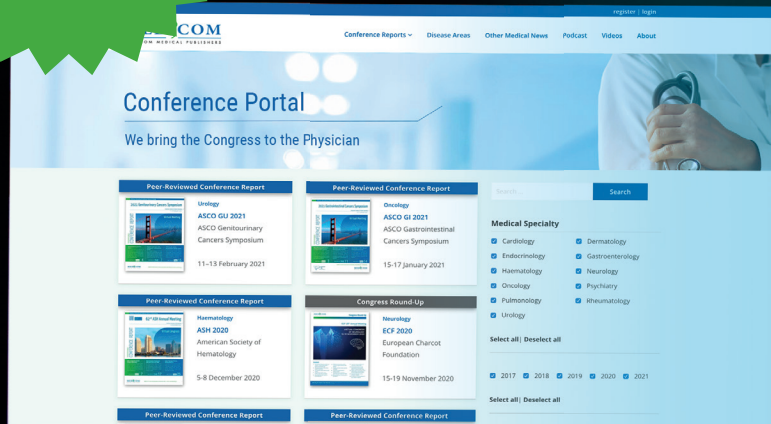 register | login
COM
MEDICAL PUBLISHERS
Conference Reports
Disease Areas
Other Medical News
Podcast
Videos
About
Conference Portal
We bring the Congress to the Physician
Peer-Reviewed Conference Report
Urology
ASCO GU 2021
ASCO Genitourinary
Cancers Symposium
11–13 February 2021
Peer-Reviewed Conference Report
Oncology
ASCO GI 2021
ASCO Gastrointestinal
Cancers Symposium
15-17 January 2021
Peer-Reviewed Conference Report
62nd ASH Annual Meeting
Haematology
ASH 2020
American Society of
Hematology
5-8 December 2020
Congress Round-Up
Neurology
ECF 2020
European Charcot
Foundation
15-19 November 2020
Peer-Reviewed Conference Report
Peer-Reviewed Conference Report
Search
Search
Medical Specialty
Cardiology
Dermatology
Endocrinology
Gastroenterology
Haematology
Neurology
Oncology
Psychiatry
Pulmonology
Rheumatology
Urology
Select all| Deselect all
2017 2018 2019 2020 2021
Select all| Deselect all